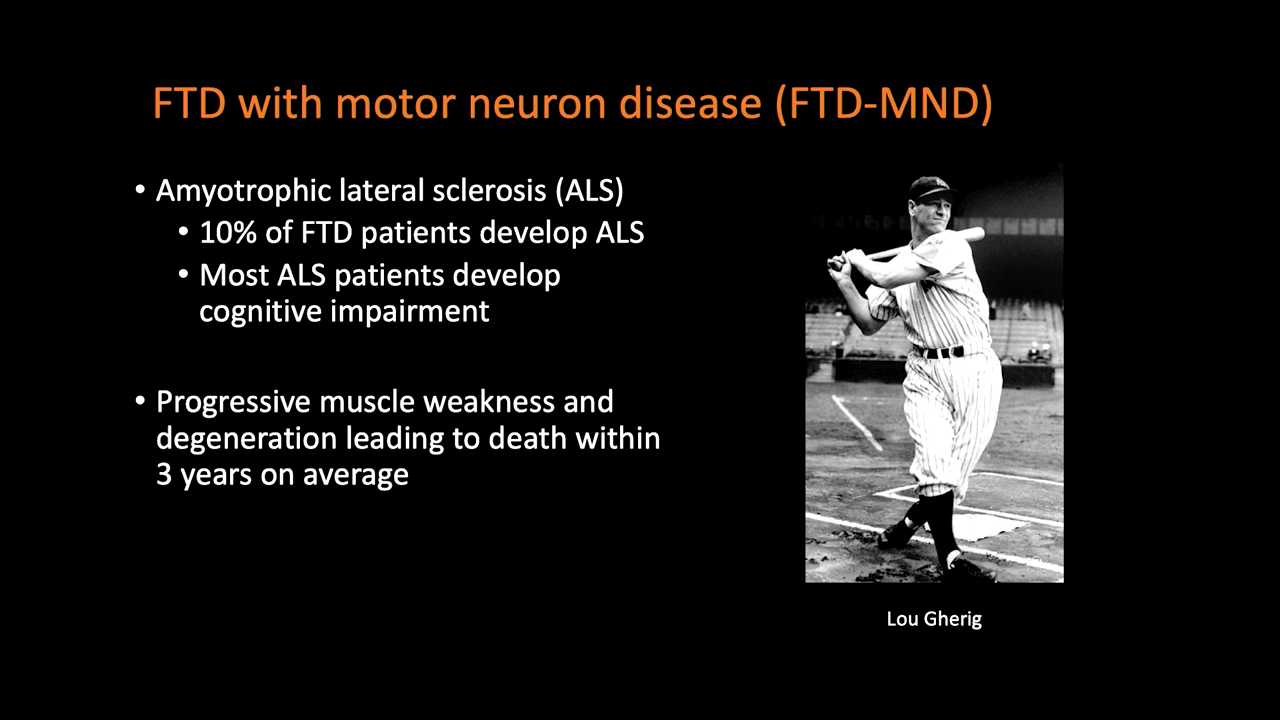 FTD with motor neuron disease (FTD-MND)
• Amyotrophic lateral sclerosis (ALS)
• 10% of FTD patients develop ALS
• Most ALS patients develop
cognitive impairment
• Progressive muscle weakness and
degeneration leading to death within
3 years on average
Lou Gherig